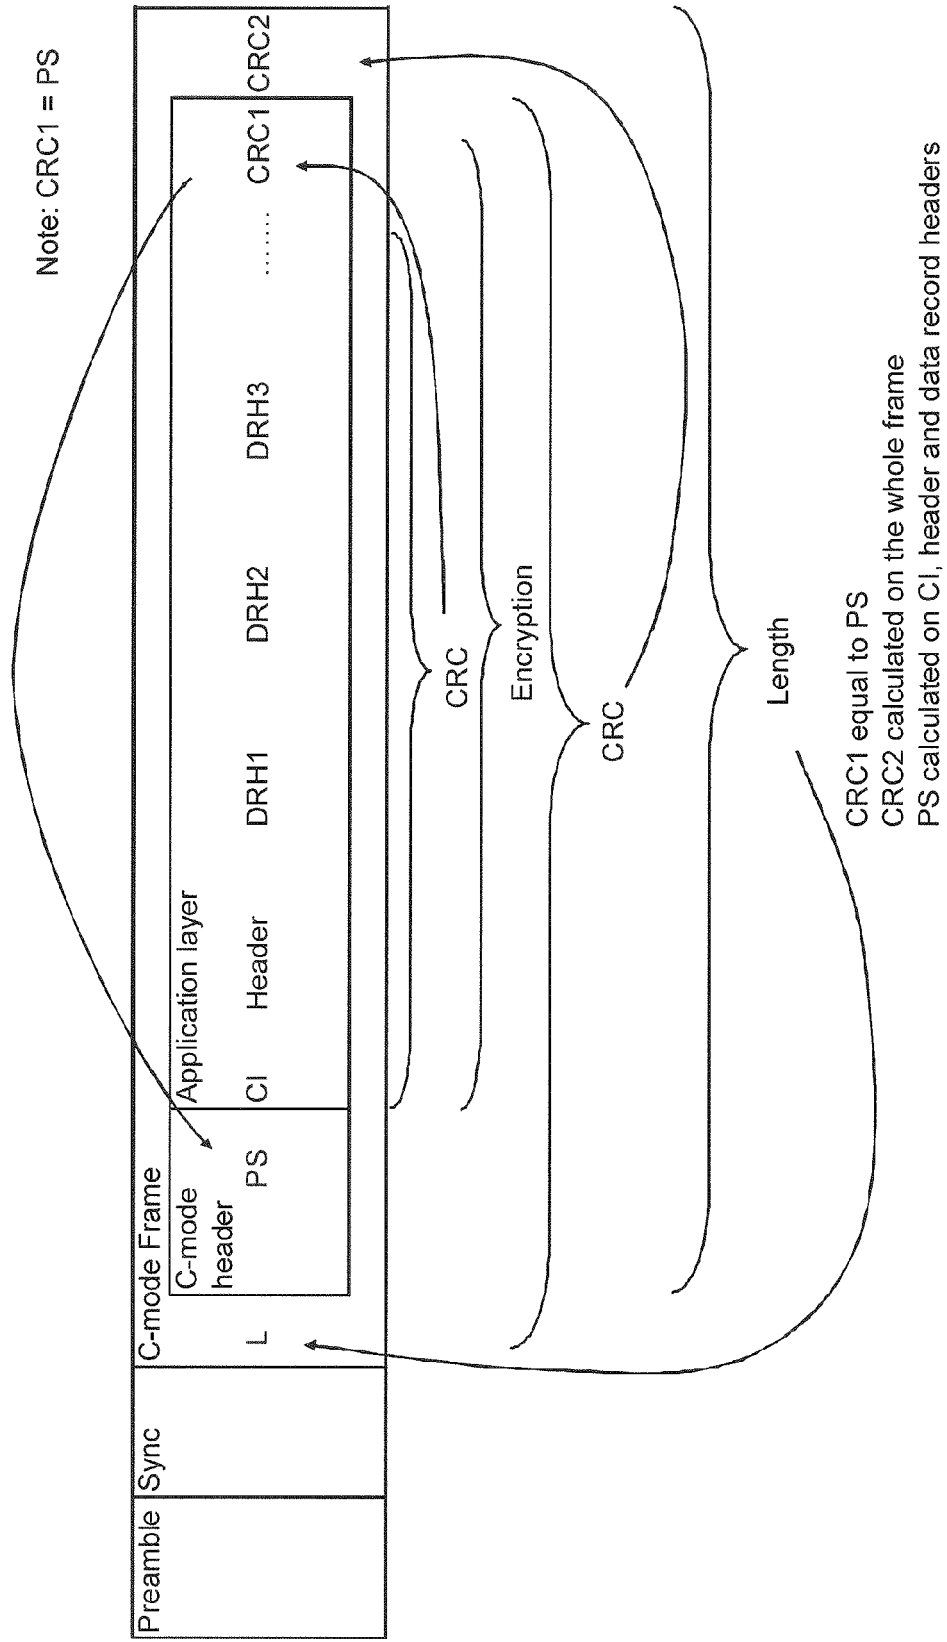 Note: CRC1 = PS
Preamble
Sync
C-mode Frame
C-mode
header
Application layer
L
PS
CI
Header
DRH1
DRH2
DRH3
........
CRC1
CRC2
CRC
Encryption
CRC
Length
CRC1 equal to PS
CRC2 calculated on the whole frame
PS calculated on CI, header and data record headers